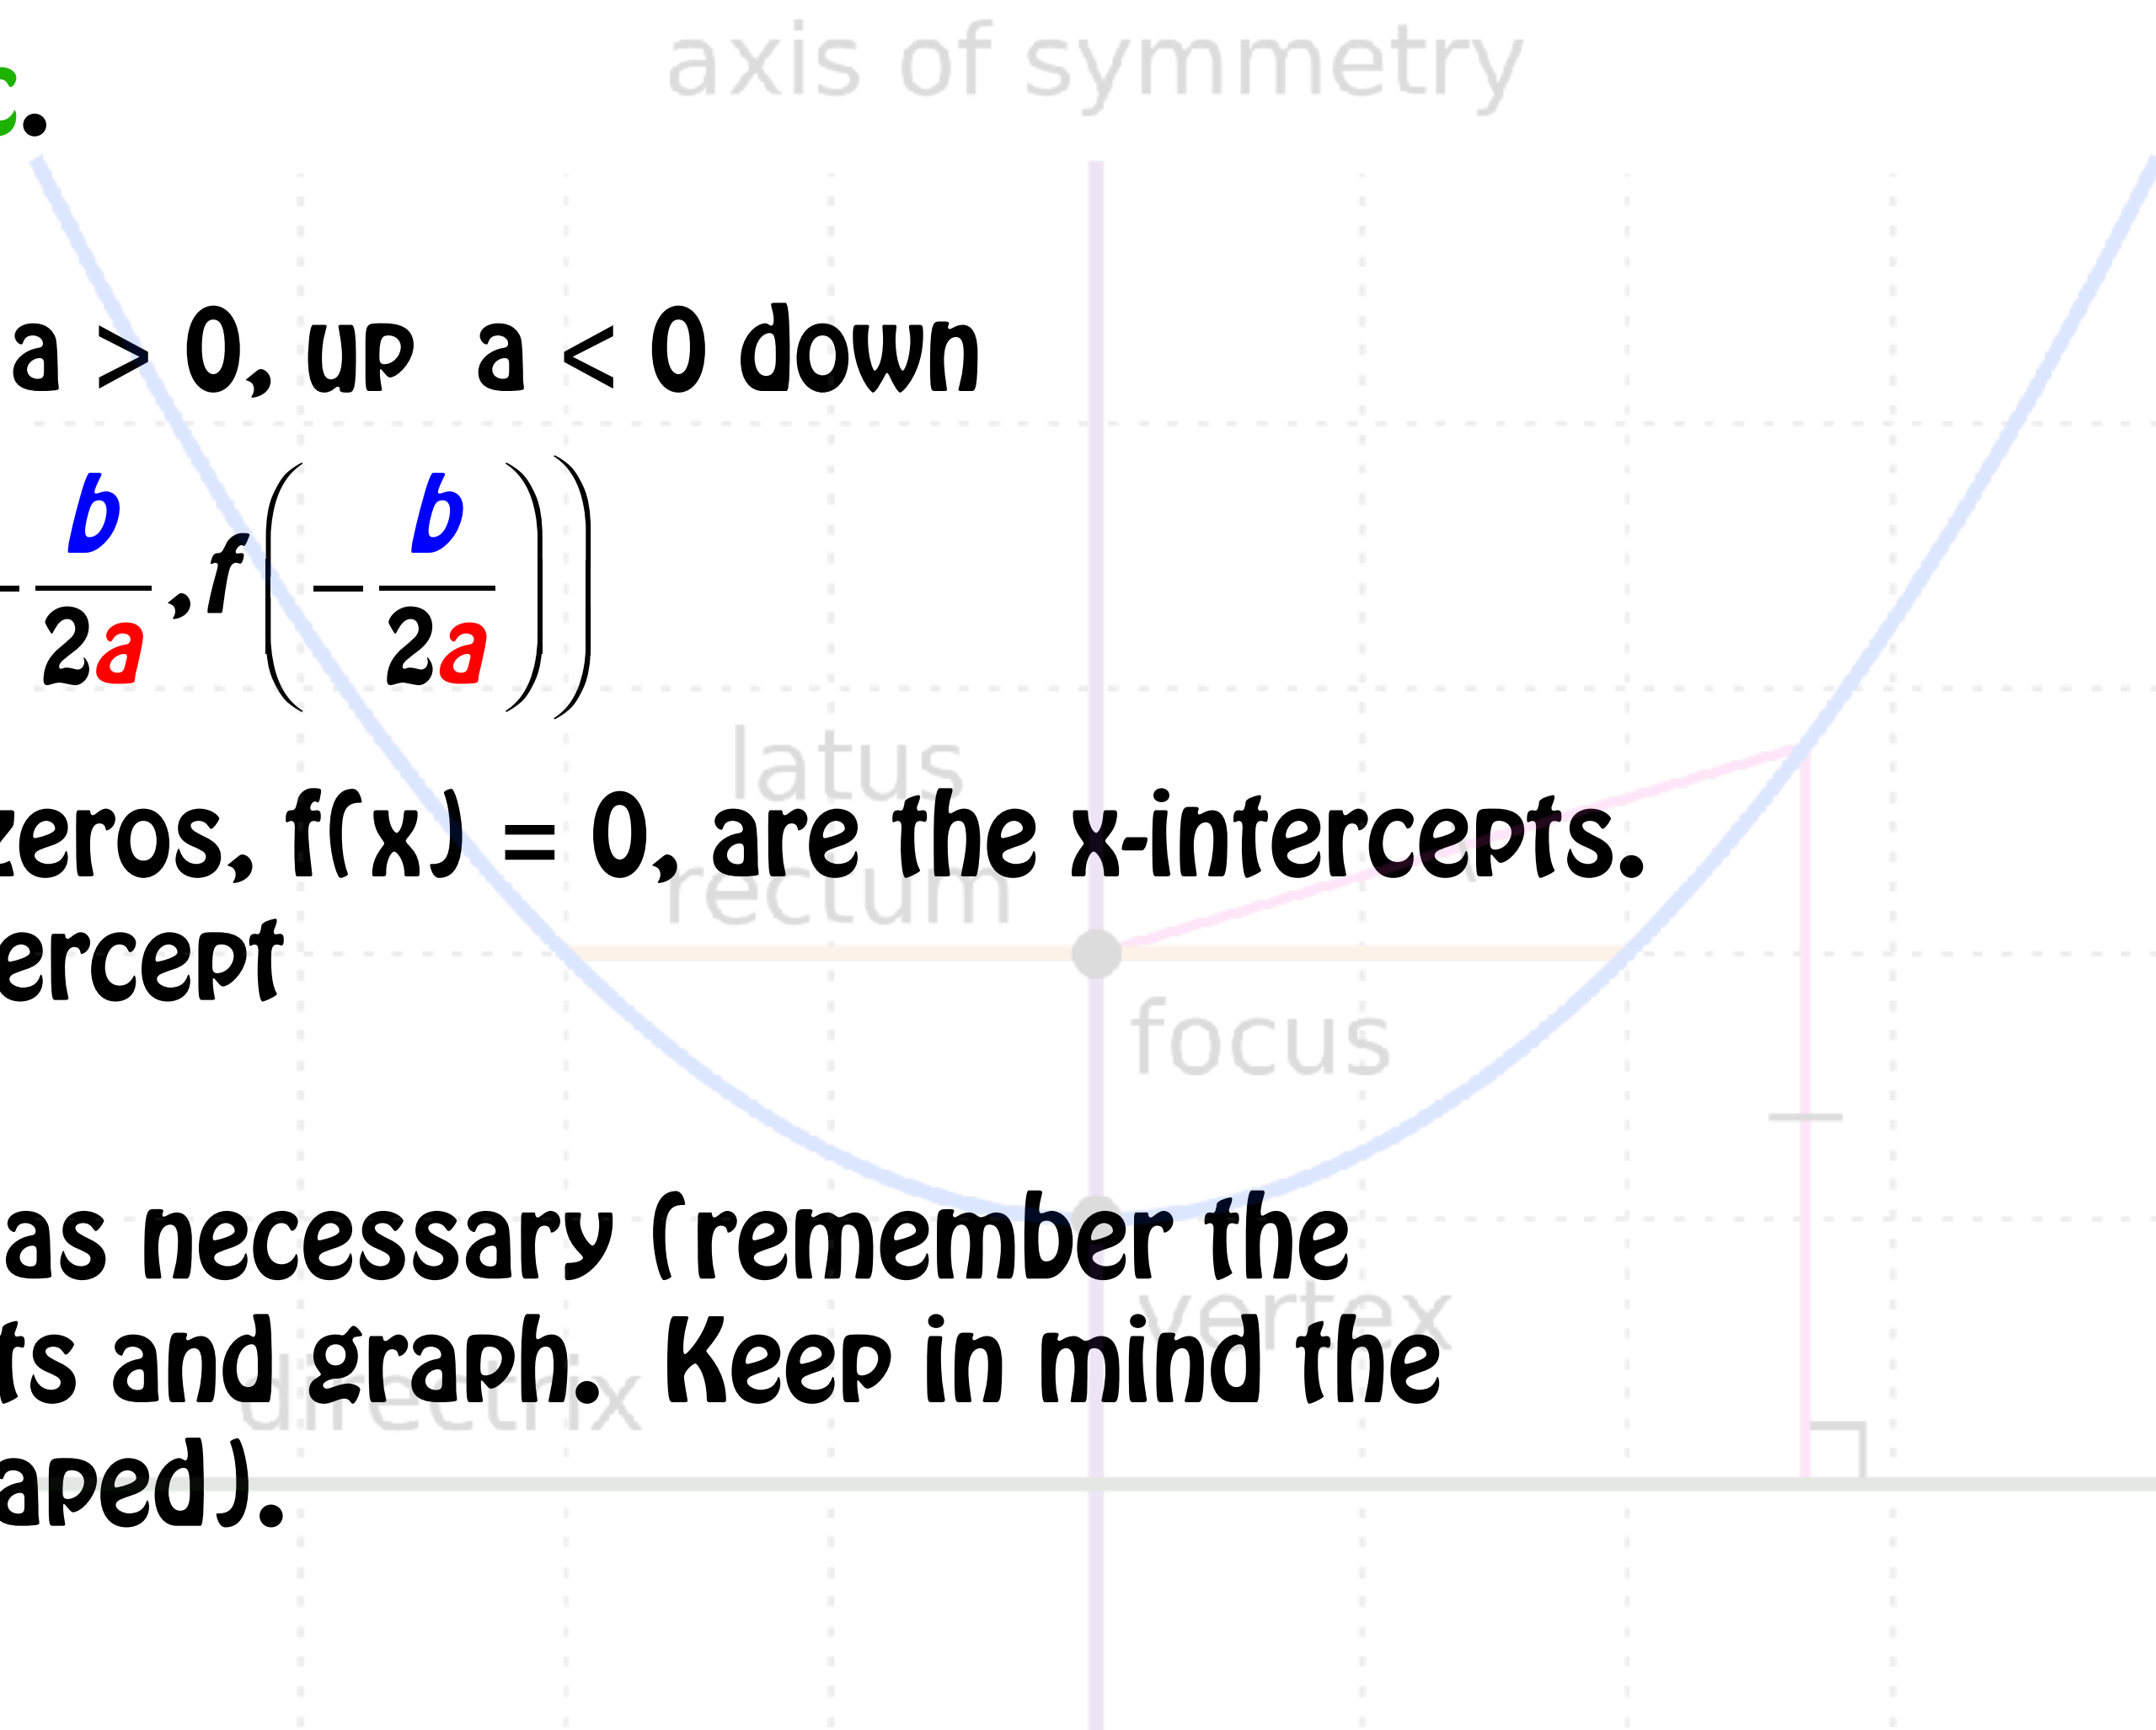 axis of symmetry
c.
a > 0, up a < 0 down
− b/2a , f( − b/2a ) )
latus
eros, f(x) = 0, are the x-intercepts.
rectum
ercept
focus
as necessary (remember the
vertex
ts and graph. Keep in mind the
directrix
aped).